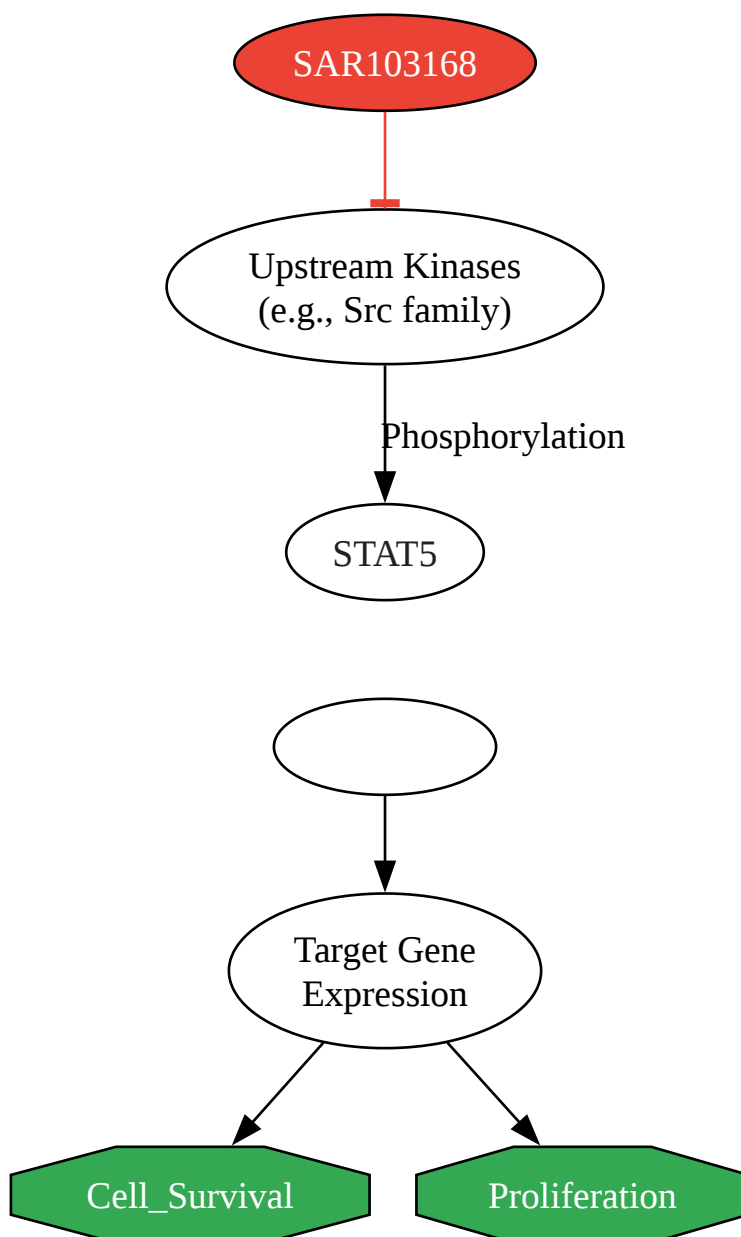 SAR103168
Upstream Kinases
(e.g., Src family)
Phosphorylation
STAT5
Target Gene
Expression
Cell_Survival
Proliferation